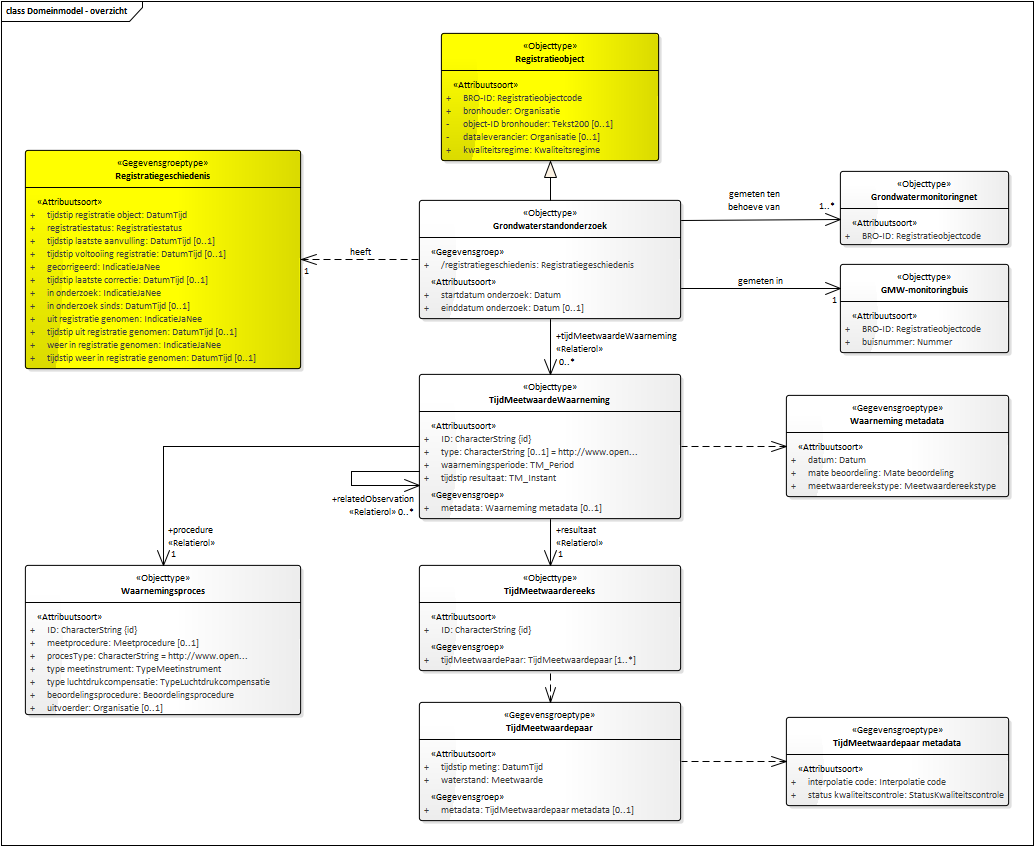 class Domeinmodel - overzicht
«Objecttype»
Registratieobject
«Attribuutsoort»
+ BRO-ID: Registratieobjectcode
+ bronhouder: Organisatie
- object-ID bronhouder: Tekst200 [0..1]
- dataleverancier: Organisatie [0..1]
+ kwaliteitsregime: Kwaliteitsregime
«Gegevensgroeptype»
Registratiegeschiedenis
«Attribuutsoort»
+ tijdstip registratie object: DatumTijd
+ registratiestatus: Registratiestatus
+ tijdstip laatste aanvulling: DatumTijd [0..1]
+ tijdstip voltooiing registratie: DatumTijd [0..1]
+ gecorrigeerd: IndicatieJaNee
+ tijdstip laatste correctie: DatumTijd [0..1]
+ in onderzoek: IndicatieJaNee
+ in onderzoek sinds: DatumTijd [0..1]
+ uit registratie genomen: IndicatieJaNee
+ tijdstip uit registratie genomen: DatumTijd [0..1]
+ weer in registratie genomen: IndicatieJaNee
+ tijdstip weer in registratie genomen: DatumTijd [0..1]
heeft
1
«Objecttype»
Grondwaterstandonderzoek
«Gegevensgroep»
+ /registratiegeschiedenis: Registratiegeschiedenis
«Attribuutsoort»
+ startdatum onderzoek: Datum
+ einddatum onderzoek: Datum [0..1]
gemeten ten
behoeve van
1..*
«Objecttype»
Grondwatermonitoringnet
«Attribuutsoort»
+ BRO-ID: Registratieobjectcode
gemeten in
1
«Objecttype»
GMW-monitoringbuis
«Attribuutsoort»
+ BRO-ID: Registratieobjectcode
+ buisnummer: Nummer
+tijdMeetwaardeWaarneming
«Relatierol»
0..*
«Objecttype»
TijdMeetwaardeWaarneming
«Attribuutsoort»
+ ID: CharacterString {id}
+ type: CharacterString [0..1] = http://www.open...
+ waarnemingsperiode: TM_Period
+ tijdstip resultaat: TM_Instant
«Gegevensgroep»
+ metadata: Waarneming metadata [0..1]
«Gegevensgroeptype»
Waarneming metadata
«Attribuutsoort»
+ datum: Datum
+ mate beoordeling: Mate beoordeling
+ meetwaardereekstype: Meetwaardereekstype
+relatedObservation
«Relatierol» 0..*
+procedure
«Relatierol»
1
+resultaat
«Relatierol»
1
«Objecttype»
Waarnemingsproces
«Attribuutsoort»
+ ID: CharacterString {id}
+ meetprocedure: Meetprocedure [0..1]
+ procesType: CharacterString = http://www.open...
+ type meetinstrument: TypeMeetinstrument
+ type luchtdrukcompensatie: TypeLuchtdrukcompensatie
+ beoordelingsprocedure: Beoordelingsprocedure
+ uitvoerder: Organisatie [0..1]
«Objecttype»
TijdMeetwaardereeks
«Attribuutsoort»
+ ID: CharacterString {id}
«Gegevensgroep»
+ tijdMeetwaardePaar: TijdMeetwaardepaar [1..*]
«Gegevensgroeptype»
TijdMeetwaardepaar
«Attribuutsoort»
+ tijdstip meting: DatumTijd
+ waterstand: Meetwaarde
«Gegevensgroep»
+ metadata: TijdMeetwaardepaar metadata [0..1]
«Gegevensgroeptype»
TijdMeetwaardepaar metadata
«Attribuutsoort»
+ interpolatie code: Interpolatie code
+ status kwaliteitscontrole: StatusKwaliteitscontrole